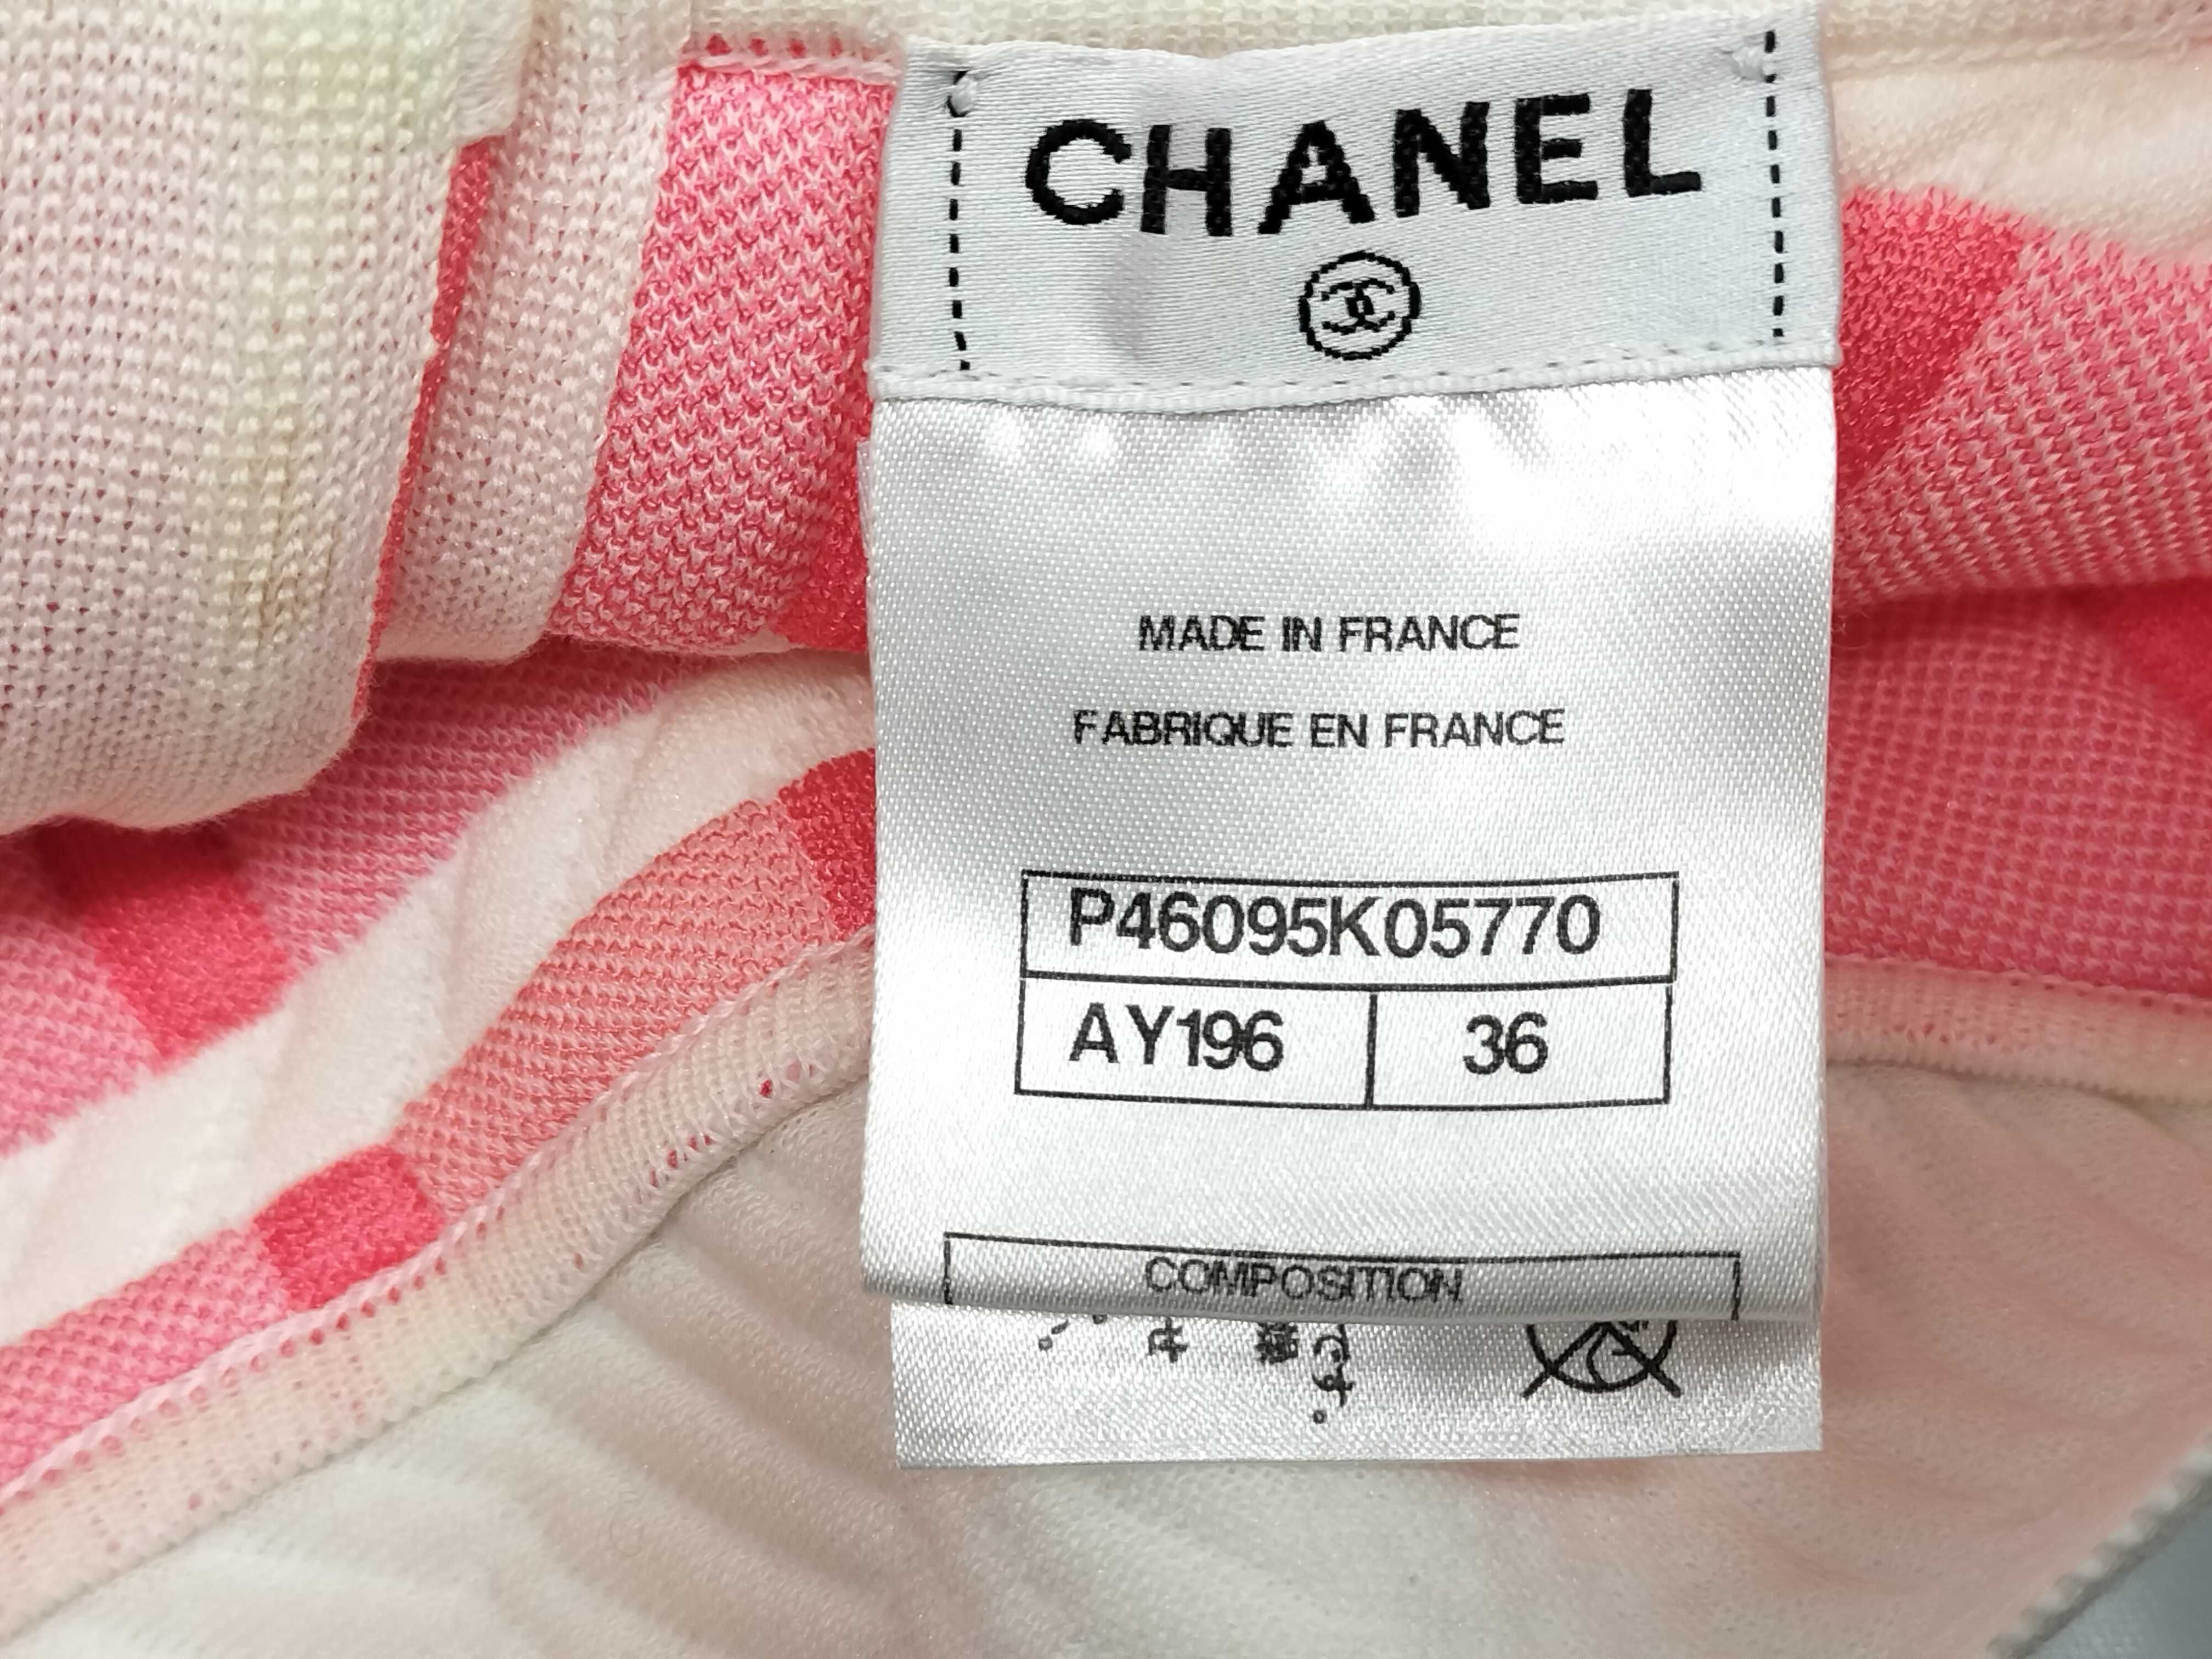 CHANEL
MADE IN FRANCE
FABRIQUE EN FRANCE
P46095K05770
AY196 36
COMPOSITION